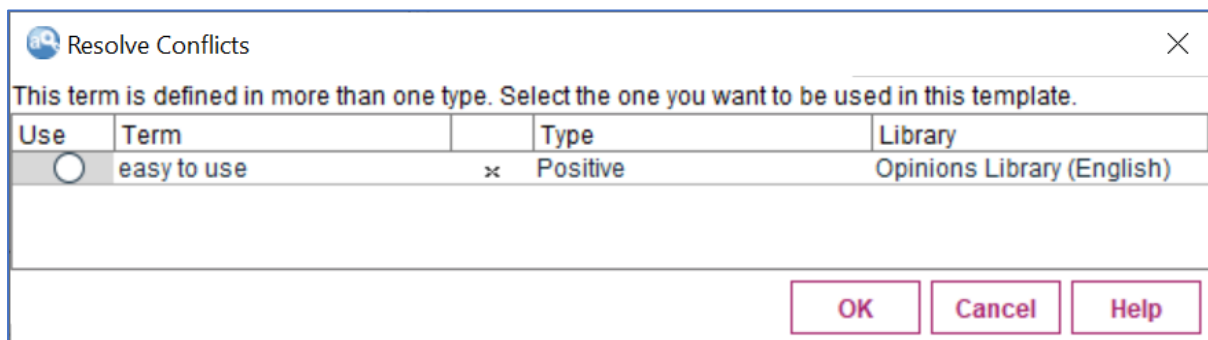 Resolve Conflicts
This term is defined in more than one type. Select the one you want to be used in this template.
Use Term Type Library
easy to use Positive Opinions Library (English)
OK Cancel Help